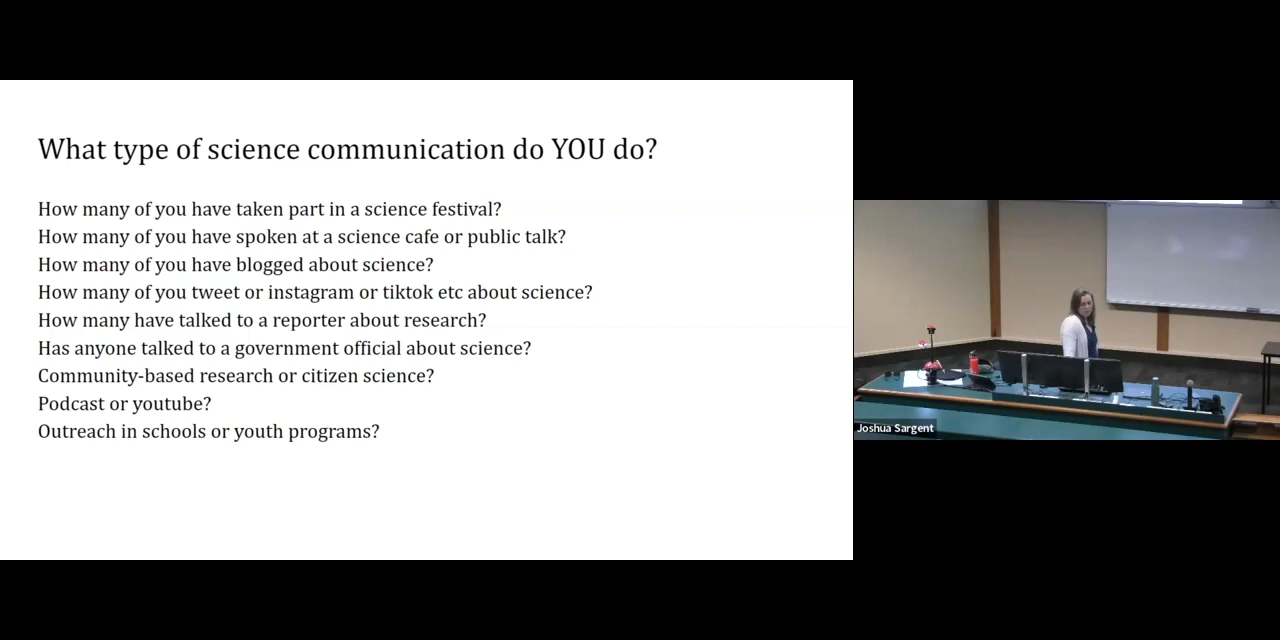 What type of science communication do YOU do?
How many of you have taken part in a science festival?
How many of you have spoken at a science cafe or public talk?
How many of you have blogged about science?
How many of you tweet or instagram or tiktok etc about science?
How many have talked to a reporter about research?
Has anyone talked to a government official about science?
Community-based research or citizen science?
Podcast or youtube?
Outreach in schools or youth programs?
Joshua Sargent